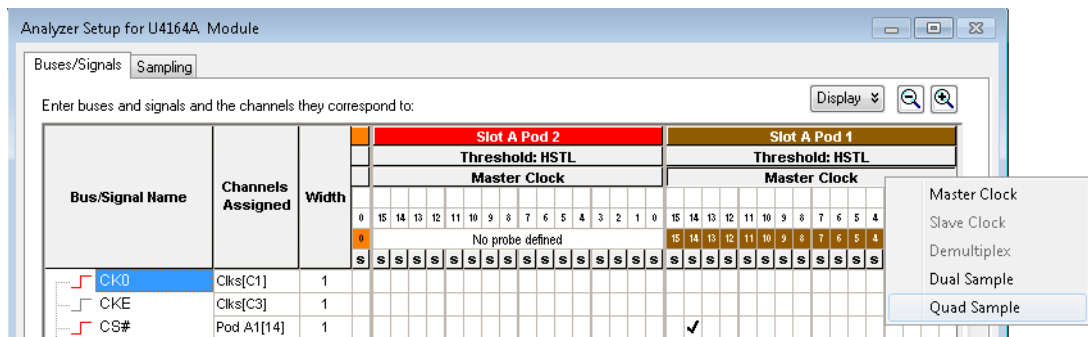 Analyzer Setup for U4164A Module
Buses/Signals Sampling
Enter buses and signals and the channels they correspond to:
Display
Bus/Signal Name Channels Assigned Width
Slot A Pod 2 Slot A Pod 1
Threshold: HSTL Threshold: HSTL
Master Clock Master Clock
0 15 14 13 12 11 10 9 8 7 6 5 4 3 2 1 0 15 14 13 12 11 10 9 8 7 6 5 4
0 No probe defined 15 14 13 12 11 10 9 8 7 6 5 4
S S S S S S S S S S S S S S S S S S S S S S S S S S S S S
CK0 Clks[C1] 1
CKE Clks[C3] 1
CS# Pod A1[14] 1
Master Clock
Slave Clock
Demultiplex
Dual Sample
Quad Sample